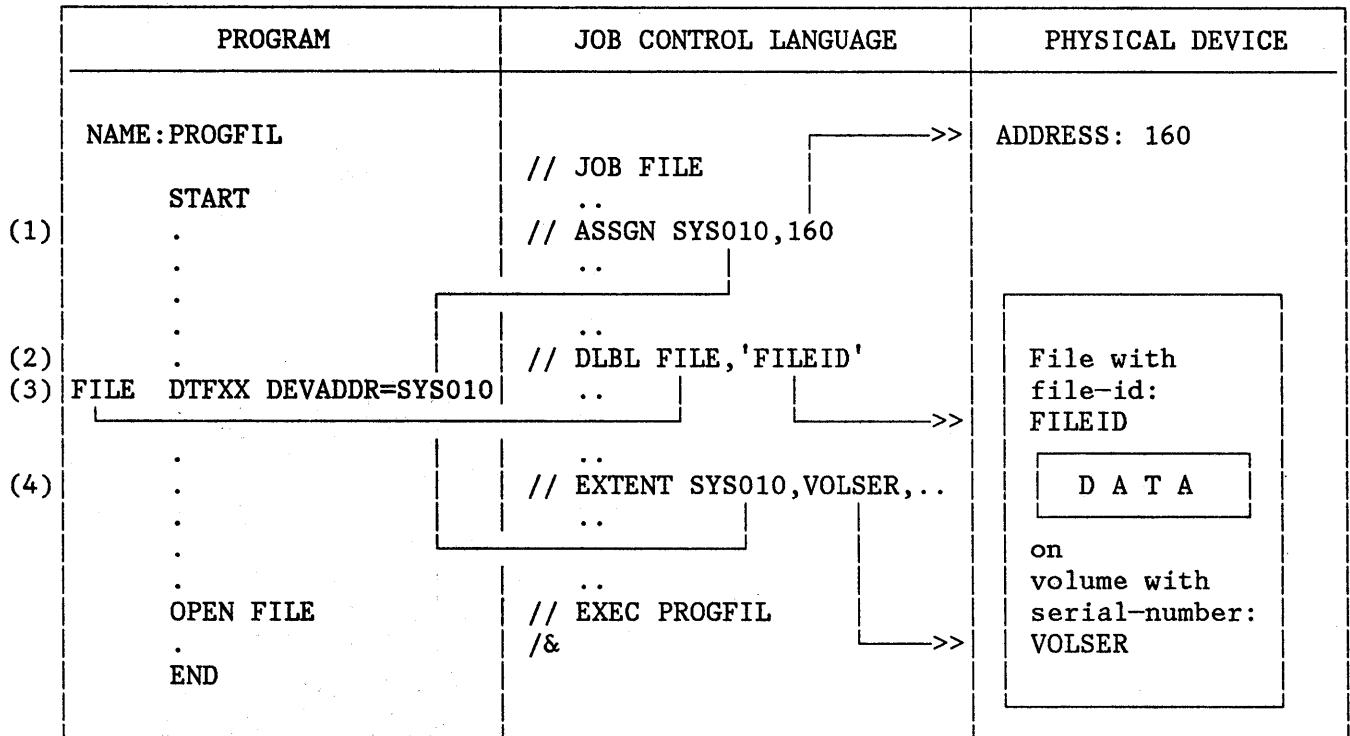 PROGRAM JOB CONTROL LANGUAGE PHYSICAL DEVICE
NAME:PROGFIL ADDRESS: 160
// JOB FILE
START ..
(1) . // ASSGN SYS010,160
. ..
.
. ..
(2) . // DLBL FILE,'FILEID' File with
(3) FILE DTFXX DEVADDR=SYS010 .. file-id:
FILEID
. ..
(4) . // EXTENT SYS010,VOLSER,.. D A T A
. ..
. on
. .. volume with
OPEN FILE // EXEC PROGFIL serial-number:
. /& VOLSER
END